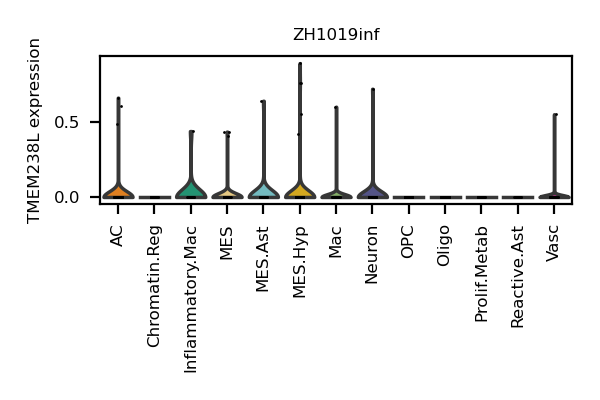 ZH1019inf
TMEM238L expression
0.5
0.0
AC
Chromatin.Reg
Inflammatory.Mac
MES
MES.Ast
MES.Hyp
Mac
Neuron
OPC
Oligo
Prolif.Metab
Reactive.Ast
Vasc